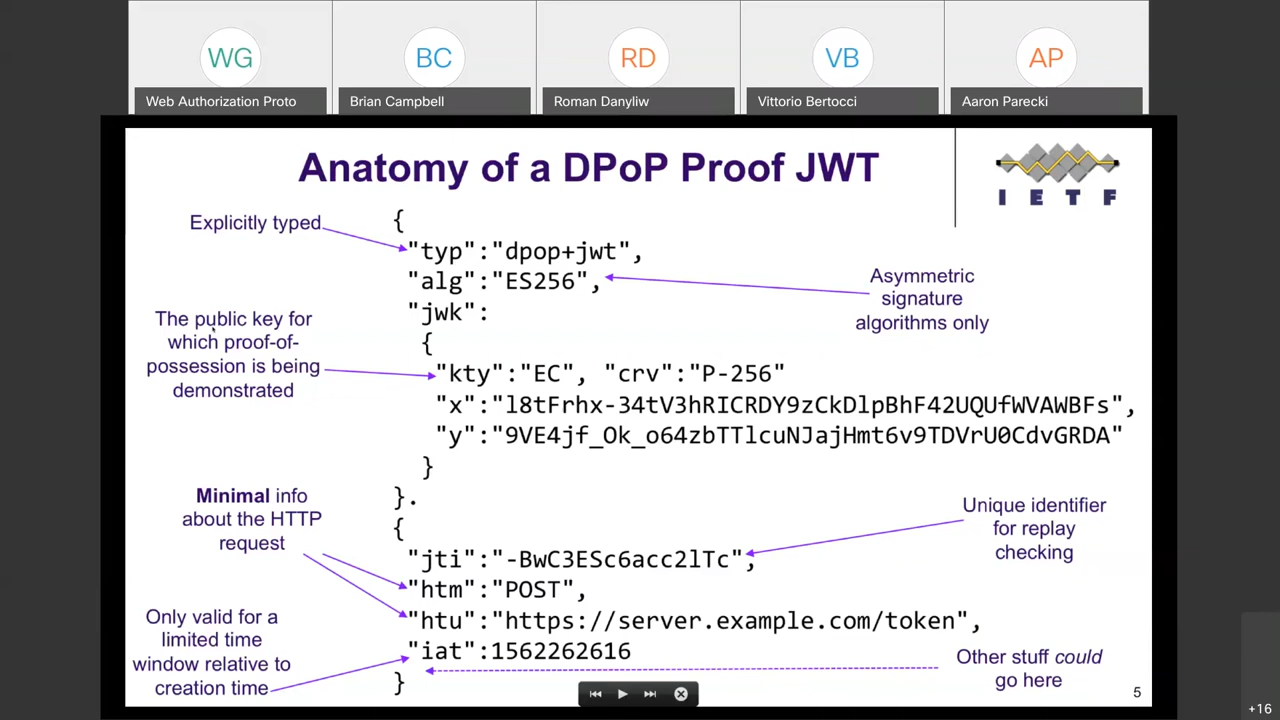 WG
BC
RD
VB
AP
Web Authorization Proto
Brian Campbell
Roman Danyliw
Vittorio Bertocci
Aaron Parecki
Anatomy of a DPoP Proof JWT
I E T F
Explicitly typed
{
"typ":"dpop+jwt",
"alg":"ES256",
Asymmetric
signature
algorithms only
"jwk":
The public key for
which proof-of-
possession is being
demonstrated
{
"kty":"EC", "crv":"P-256"
"x":"l8tFrhx-34tV3hRICRDY9zCkDlpBhF42UQUfWVAWBFs",
"y":"9VE4jf_Ok_o64zbTTlcuNJajHmt6v9TDVrU0CdvGRDA"
}
}.
Minimal info
about the HTTP
request
{
"jti":"-BwC3ESc6acc2lTc",
Unique identifier
for replay
checking
"htm":"POST",
"htu":"https://server.example.com/token",
Only valid for a
limited time
window relative to
creation time
"iat":1562262616
}
Other stuff could
go here
5
+16